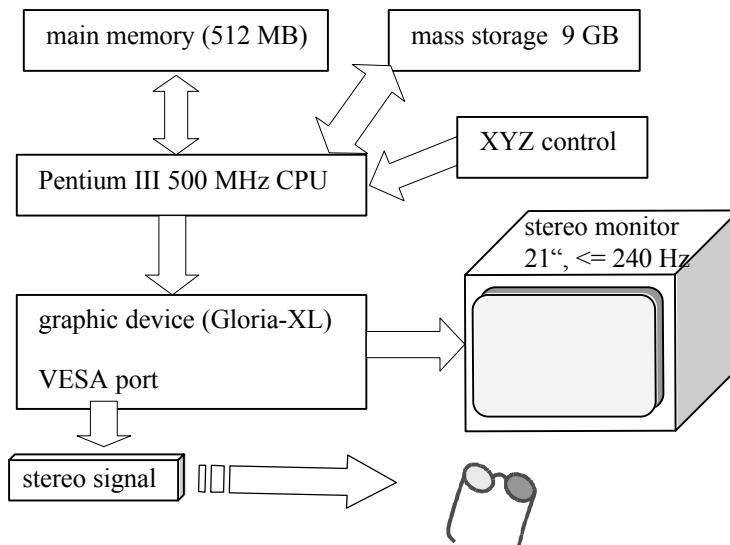 main memory (512 MB)
mass storage  9 GB
XYZ control
Pentium III 500 MHz CPU
stereo monitor
21“, <= 240 Hz
graphic device (Gloria-XL)
VESA port
stereo signal